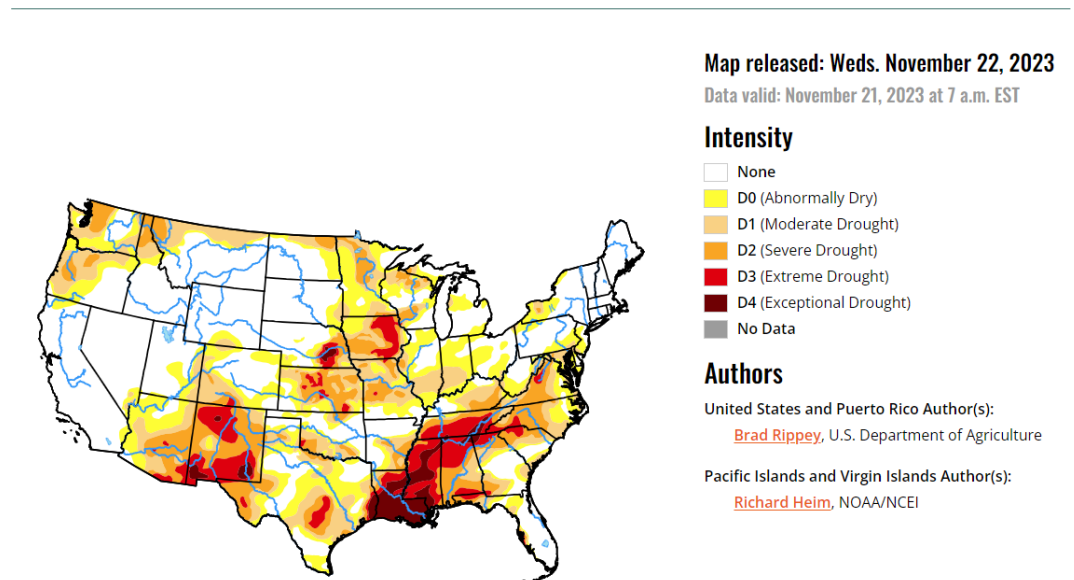 Map released: Weds. November 22, 2023
Data valid: November 21, 2023 at 7 a.m. EST
Intensity
None
D0 (Abnormally Dry)
D1 (Moderate Drought)
D2 (Severe Drought)
D3 (Extreme Drought)
D4 (Exceptional Drought)
No Data
Authors
United States and Puerto Rico Author(s):
Brad Rippey, U.S. Department of Agriculture
Pacific Islands and Virgin Islands Author(s):
Richard Heim, NOAA/NCEI